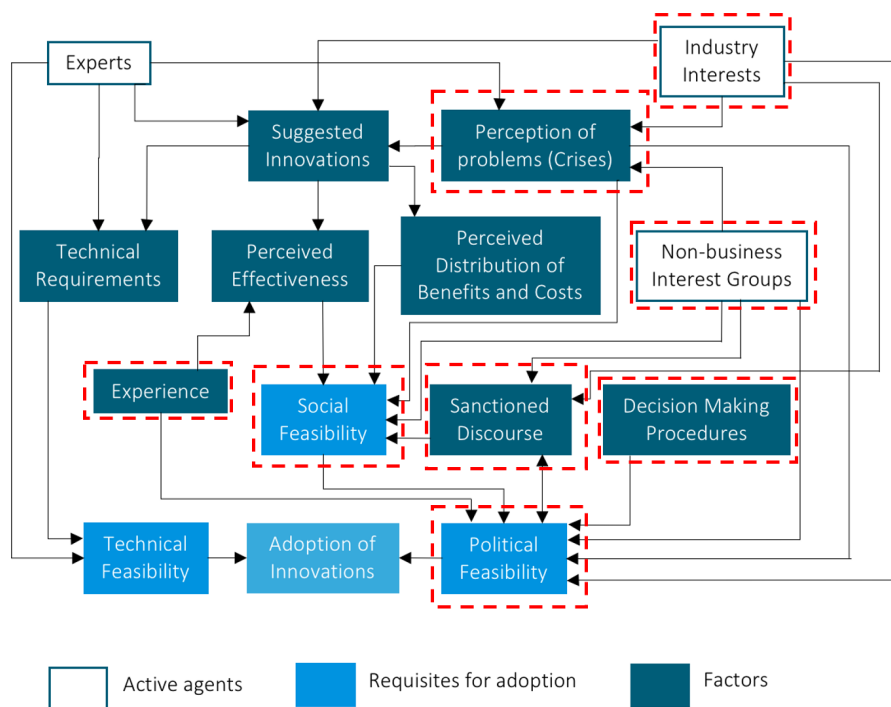 Experts
Industry
Interests
Suggested
Innovations
Perception of
problems (Crises)
Technical
Requirements
Perceived
Effectiveness
Perceived
Distribution of
Benefits and Costs
Non-business
Interest Groups
Experience
Social
Feasibility
Sanctioned
Discourse
Decision Making
Procedures
Technical
Feasibility
Adoption of
Innovations
Political
Feasibility
Active agents
Requisites for adoption
Factors